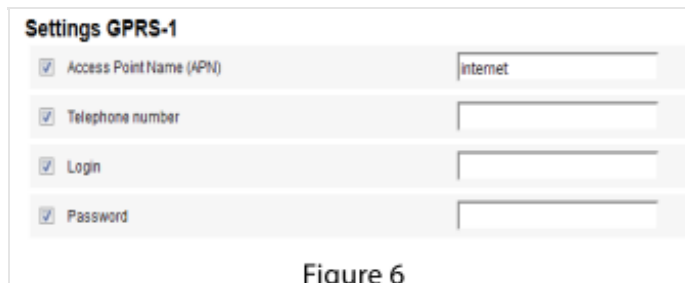 Settings GPRS-1
Access Point Name (APN) internet
Telephone number
Login
Password
Figure 6